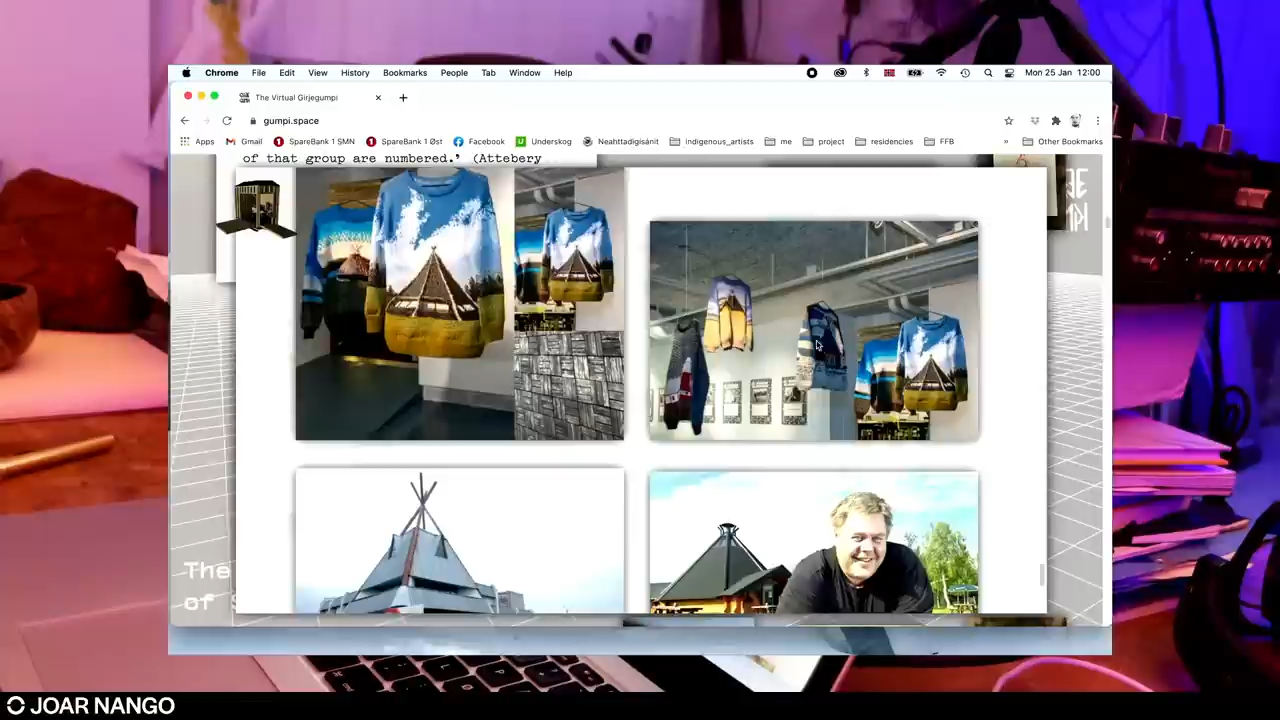 Chrome File Edit View History Bookmarks People Tab Window Help
Mon 25 Jan 12:00
The Virtual Girjegumpi
gumpi.space
Apps Gmail SpareBank 1 SMN SpareBank 1 Øst Facebook Underskog Neahttadigisánit indigenous_artists me project residencies FFB » Other Bookmarks
of that group are numbered.' (Attebery
The
of
JOAR NANGO